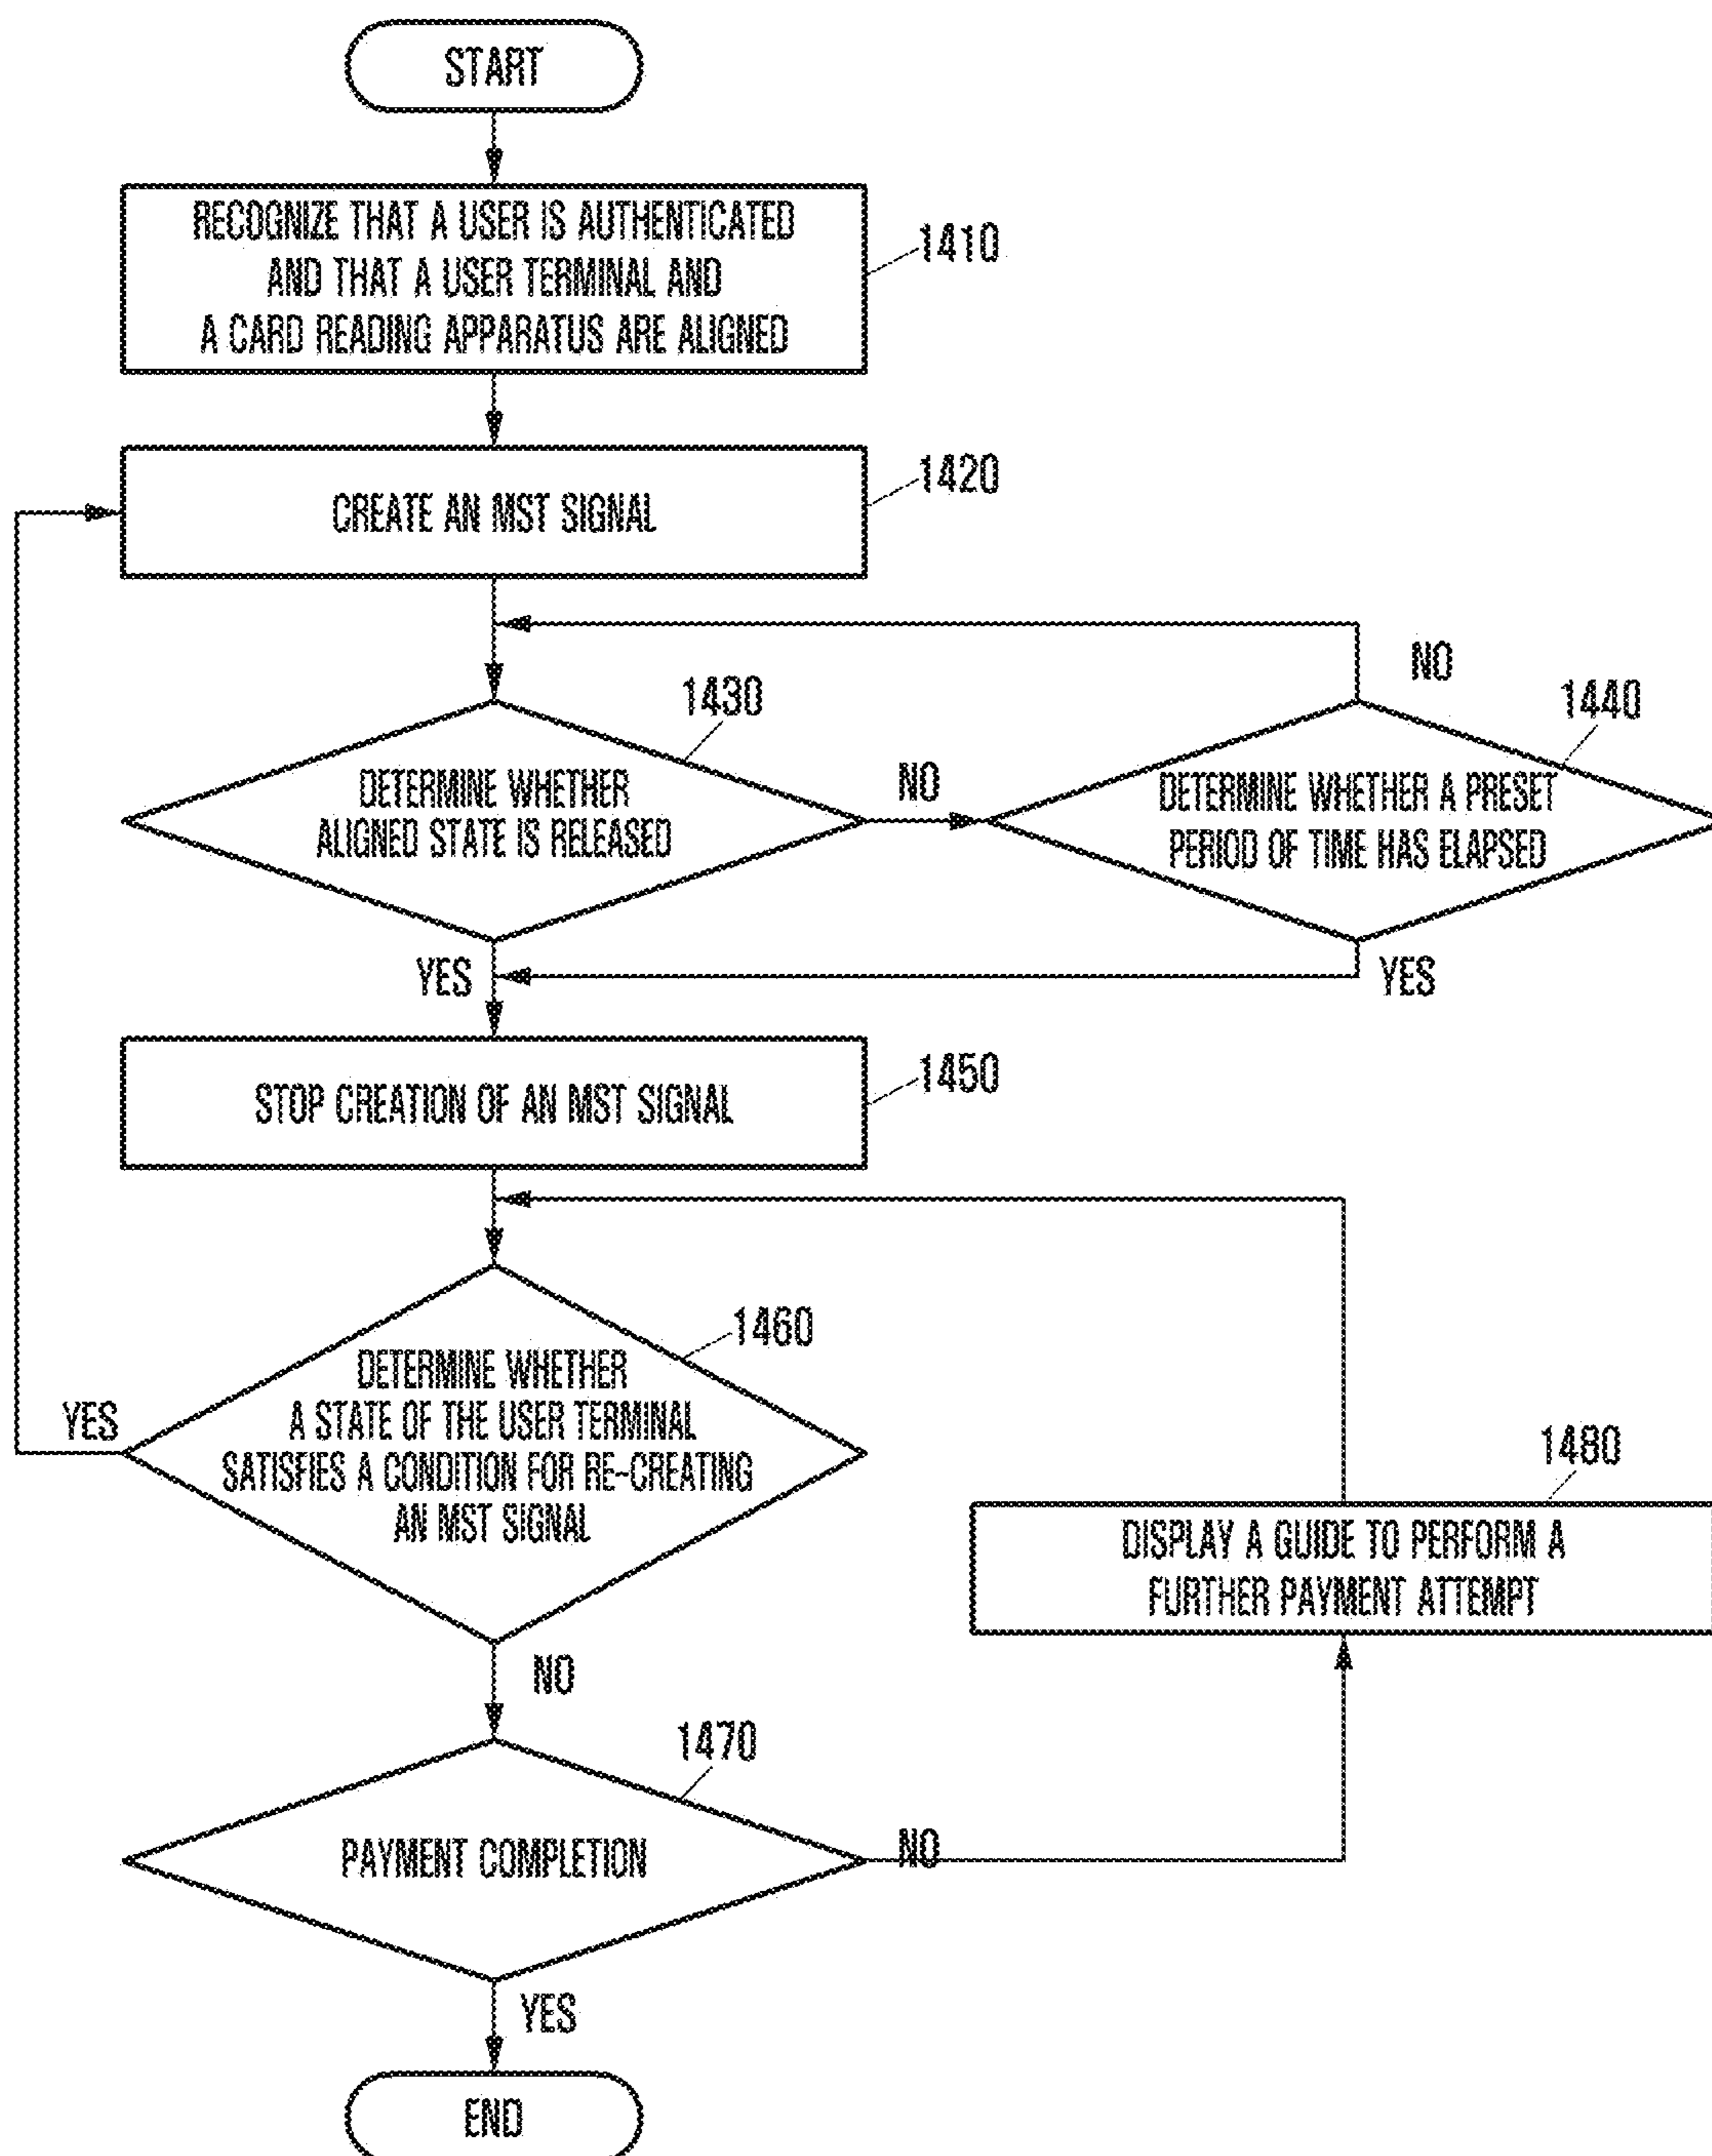 START
RECOGNIZE THAT A USER IS AUTHENTICATED
AND THAT A USER TERMINAL AND
A CARD READING APPARATUS ARE ALIGNED
1410
CREATE AN MST SIGNAL
1420
NO
1430
1440
DETERMINE WHETHER
ALIGNED STATE IS RELEASED
NO
DETERMINE WHETHER A PRESET
PERIOD OF TIME HAS ELAPSED
YES
YES
STOP CREATION OF AN MST SIGNAL
1450
1460
DETERMINE WHETHER
A STATE OF THE USER TERMINAL
SATISFIES A CONDITION FOR RE-CREATING
AN MST SIGNAL
YES
1480
DISPLAY A GUIDE TO PERFORM A
FURTHER PAYMENT ATTEMPT
NO
1470
PAYMENT COMPLETION
NO
YES
END